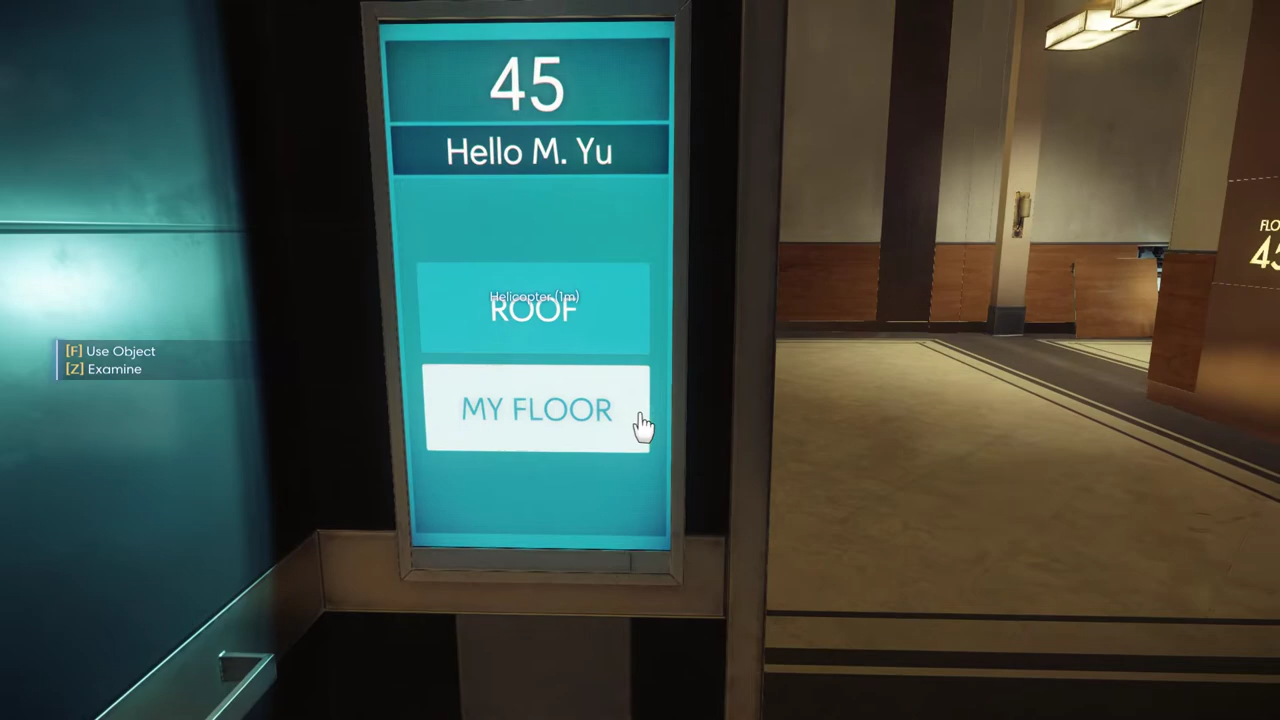 45
Hello M. Yu
Helicopter (1m)
ROOF
[F] Use Object
[Z] Examine
MY FLOOR